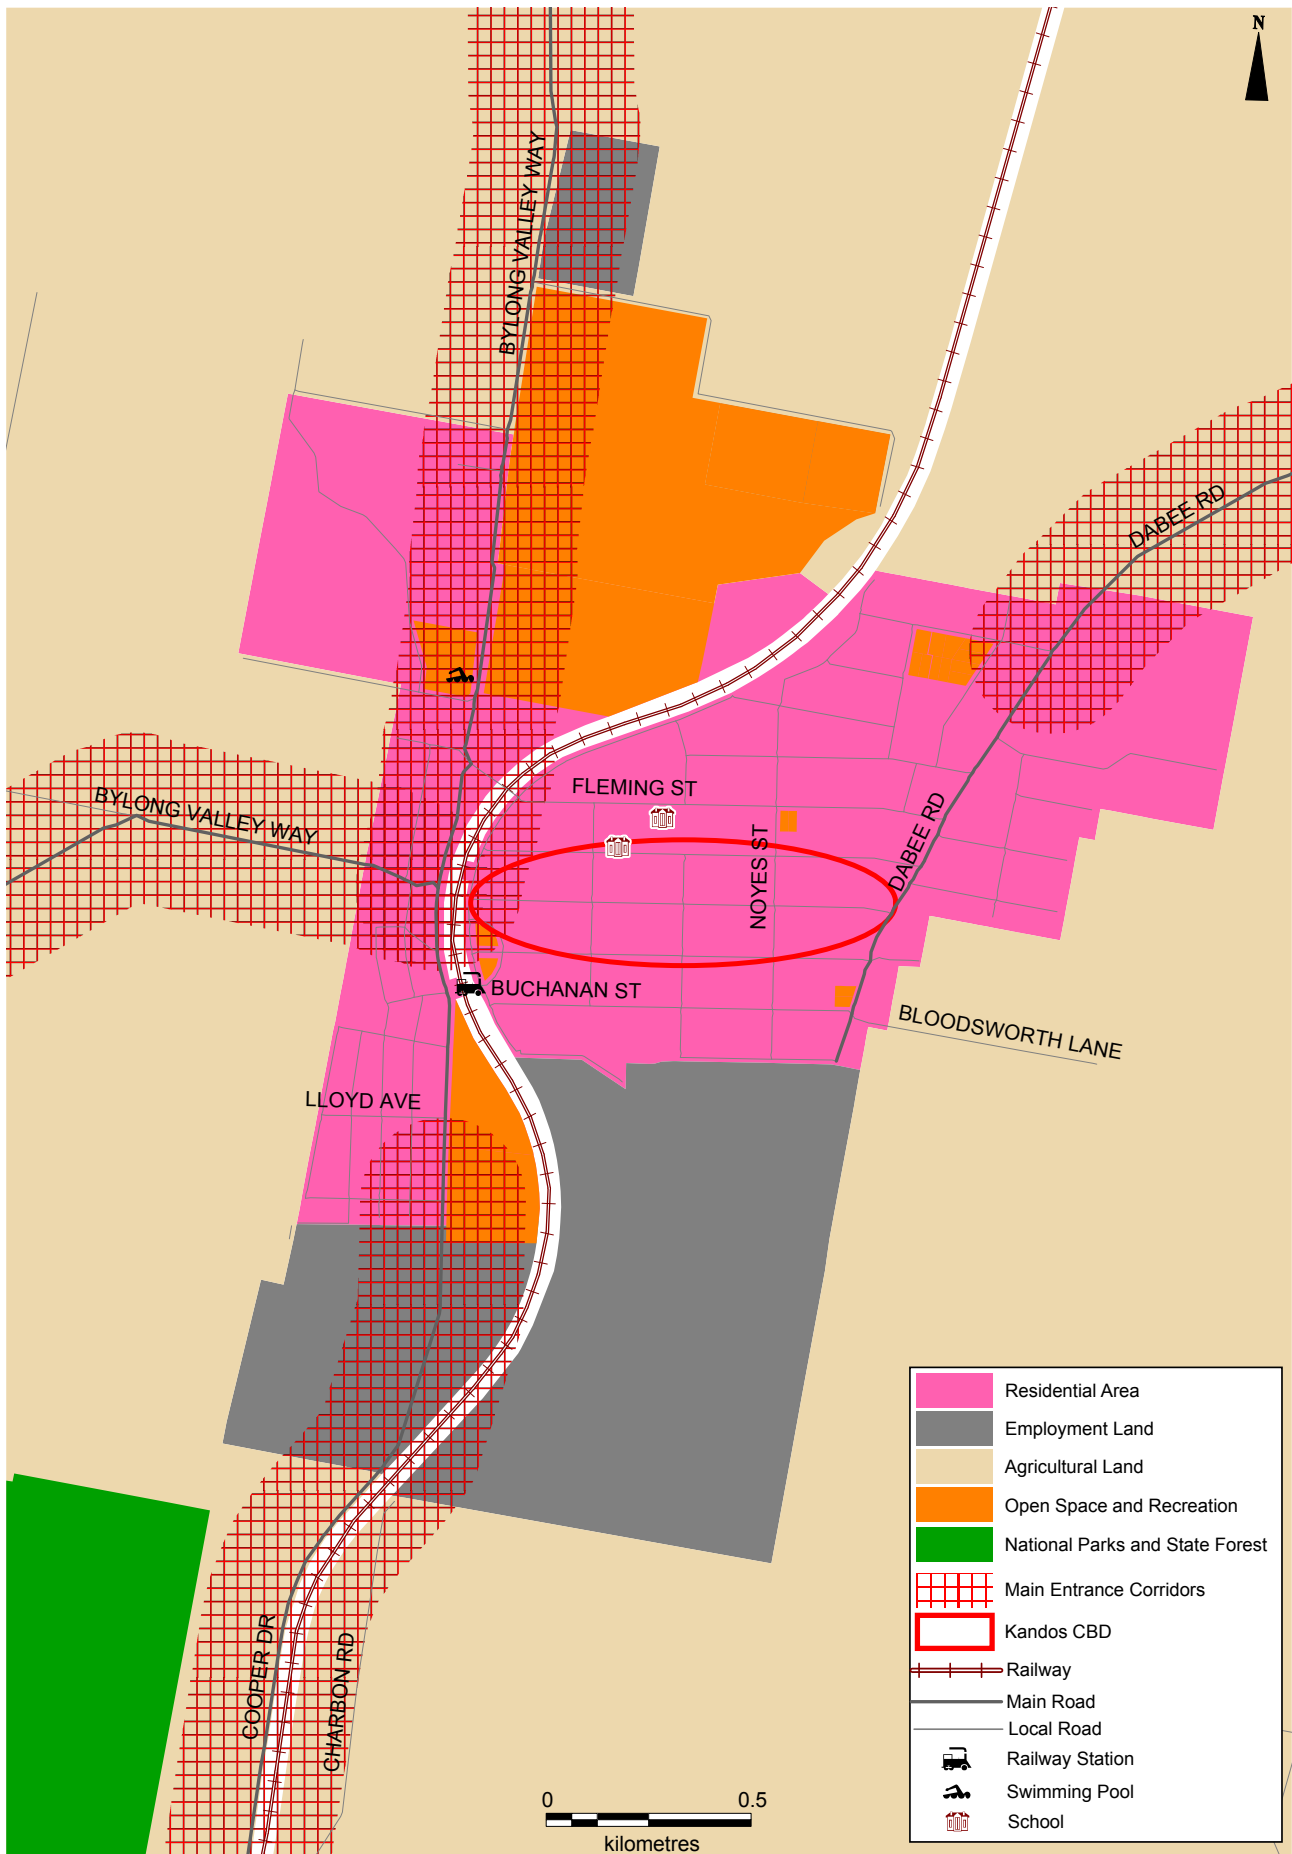 N
BYLONG VALLEY WAY
DABEE RD
FLEMING ST
BYLONG VALLEY WAY
NOYES ST
DABEE RD
BUCHANAN ST
BLOODSWORTH LANE
LLOYD AVE
COOPER DR
CHARBON RD
0 0.5
kilometres
Residential Area
Employment Land
Agricultural Land
Open Space and Recreation
National Parks and State Forest
Main Entrance Corridors
Kandos CBD
Railway
Main Road
Local Road
Railway Station
Swimming Pool
School